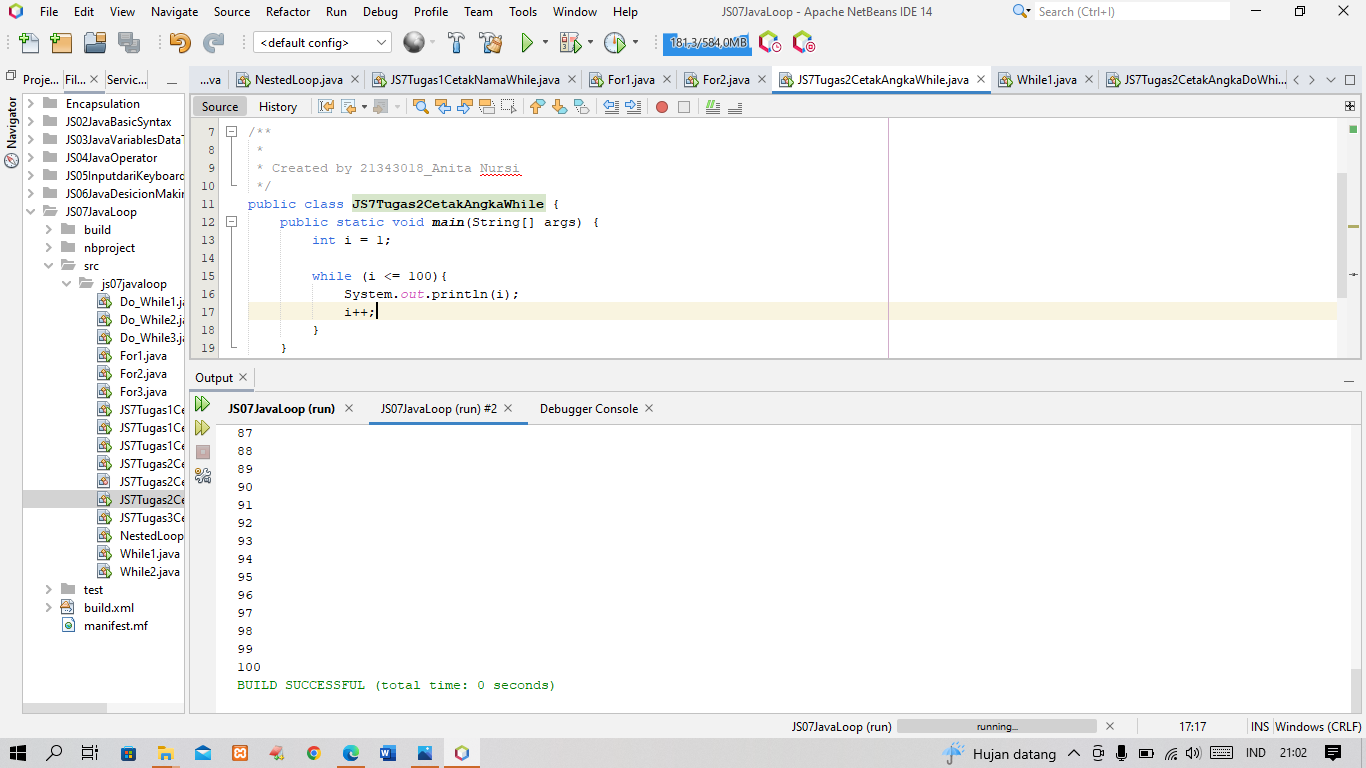 File Edit View Navigate Source Refactor Run Debug Profile Team Tools Window Help
JS07JavaLoop - Apache NetBeans IDE 14
Search (Ctrl+I)
<default config>
181,3/584,0MB
Proje... Fil... Servic...
...va NestedLoop.java JS7Tugas1CetakNamaWhile.java For1.java For2.java JS7Tugas2CetakAngkaWhile.java While1.java JS7Tugas2CetakAngkaDoWhi...
Navigator
Encapsulation
JS02JavaBasicSyntax
JS03JavaVariablesDataT
JS04JavaOperator
JS05InputdariKeyboard
JS06JavaDesicionMakin
JS07JavaLoop
build
nbproject
src
js07javaloop
Do_While1.ja
Do_While2.ja
Do_While3.ja
For1.java
For2.java
For3.java
JS7Tugas1Ce
JS7Tugas1Ce
JS7Tugas1Ce
JS7Tugas2Ce
JS7Tugas2Ce
JS7Tugas2Ce
JS7Tugas3Ce
NestedLoop
While1.java
While2.java
test
build.xml
manifest.mf
Source History
7 /**
8 *
9 * Created by 21343018_Anita Nursi
10 */
11 public class JS7Tugas2CetakAngkaWhile {
12 public static void main(String[] args) {
13 int i = 1;
14
15 while (i <= 100){
16 System.out.println(i);
17 i++;
18 }
19 }
Output
JS07JavaLoop (run) JS07JavaLoop (run) #2 Debugger Console
87
88
89
90
91
92
93
94
95
96
97
98
99
100
BUILD SUCCESSFUL (total time: 0 seconds)
JS07JavaLoop (run) running... 17:17 INS Windows (CRLF)
Hujan datang IND 21:02